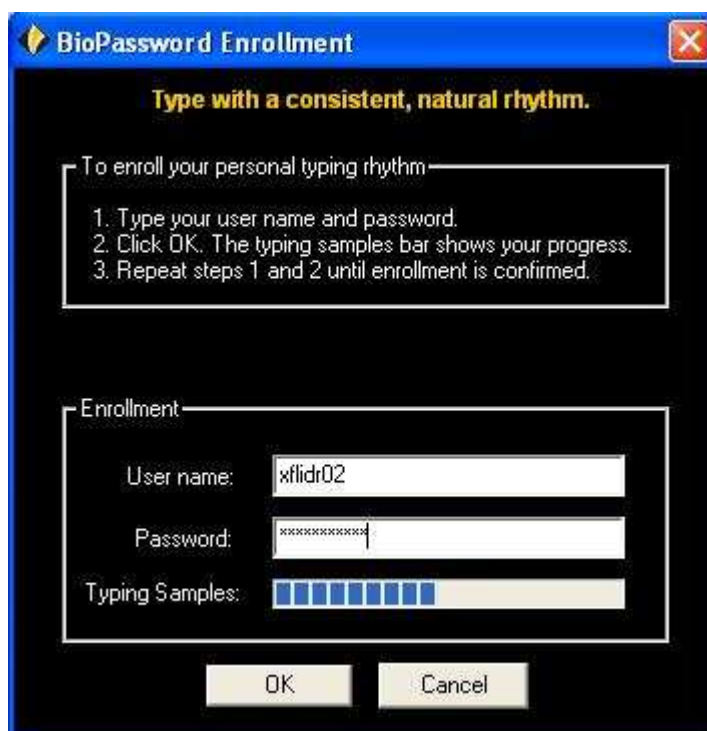 BioPassword Enrollment
Type with a consistent, natural rhythm.
To enroll your personal typing rhythm
1. Type your user name and password.
2. Click OK. The typing samples bar shows your progress.
3. Repeat steps 1 and 2 until enrollment is confirmed.
Enrollment
User name: xflidr02
Password: ***********
Typing Samples:
OK Cancel